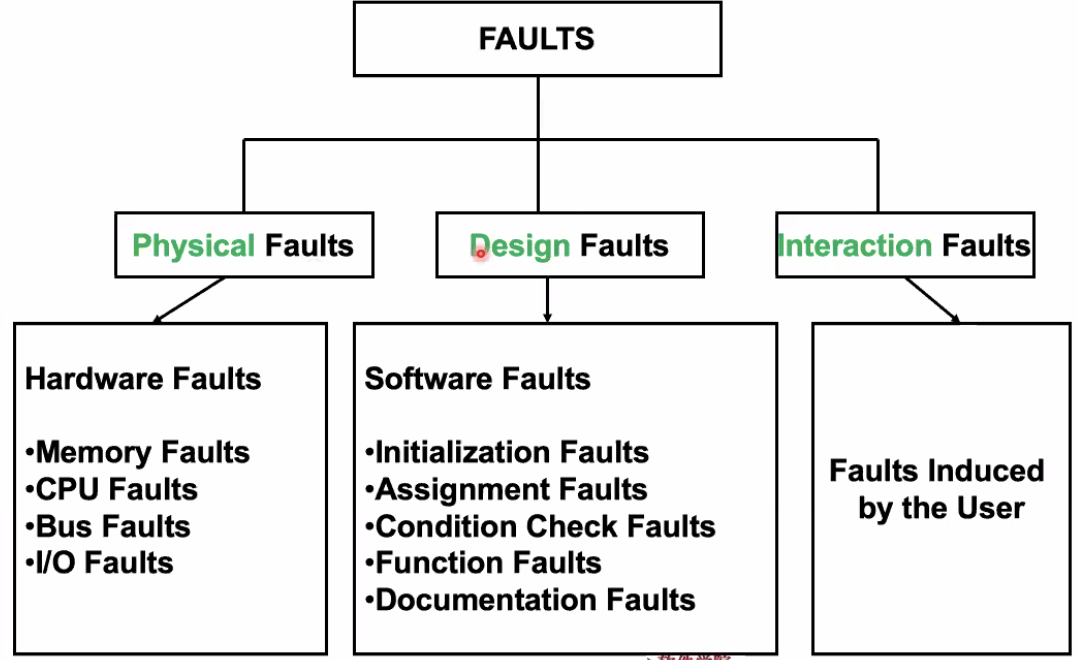 FAULTS
Physical Faults
Design Faults
Interaction Faults
Hardware Faults
•Memory Faults
•CPU Faults
•Bus Faults
•I/O Faults
Software Faults
•Initialization Faults
•Assignment Faults
•Condition Check Faults
•Function Faults
•Documentation Faults
Faults Induced
by the User